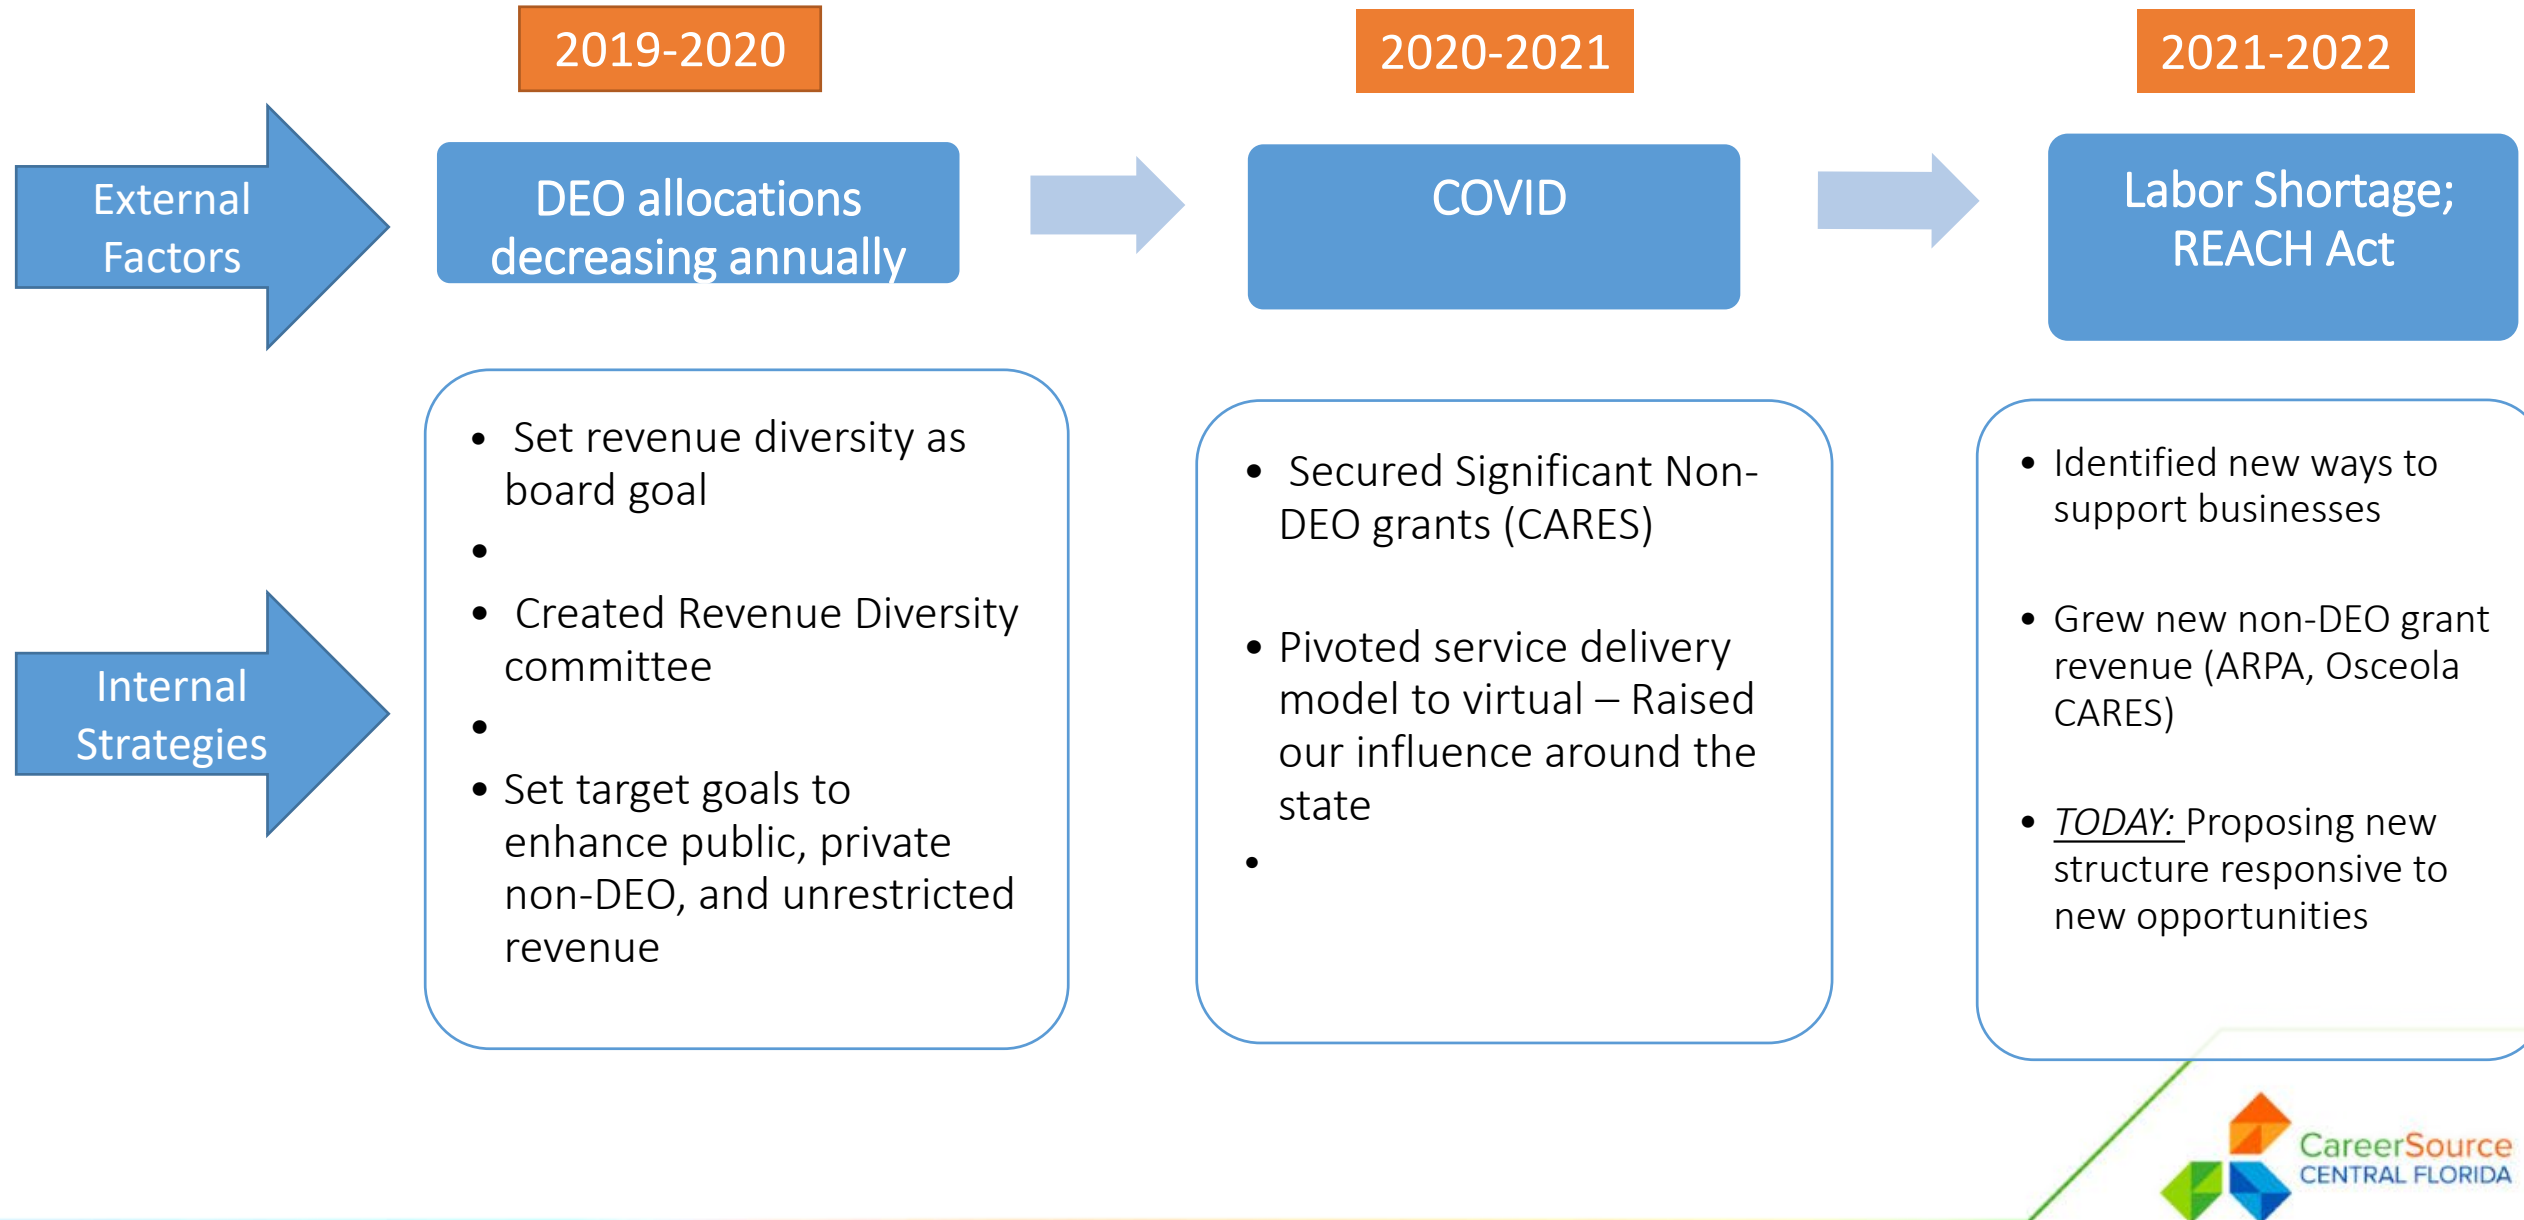 2019-2020
2020-2021
2021-2022
External
Factors
DEO allocations
decreasing annually
COVID
Labor Shortage;
REACH Act
Internal
Strategies
• Set revenue diversity as
board goal
•
• Created Revenue Diversity
committee
•
• Set target goals to
enhance public, private
non-DEO, and unrestricted
revenue
• Secured Significant Non-
DEO grants (CARES)
• Pivoted service delivery
model to virtual – Raised
our influence around the
state
•
• Identified new ways to
support businesses
• Grew new non-DEO grant
revenue (ARPA, Osceola
CARES)
• TODAY: Proposing new
structure responsive to
new opportunities
CareerSource
CENTRAL FLORIDA